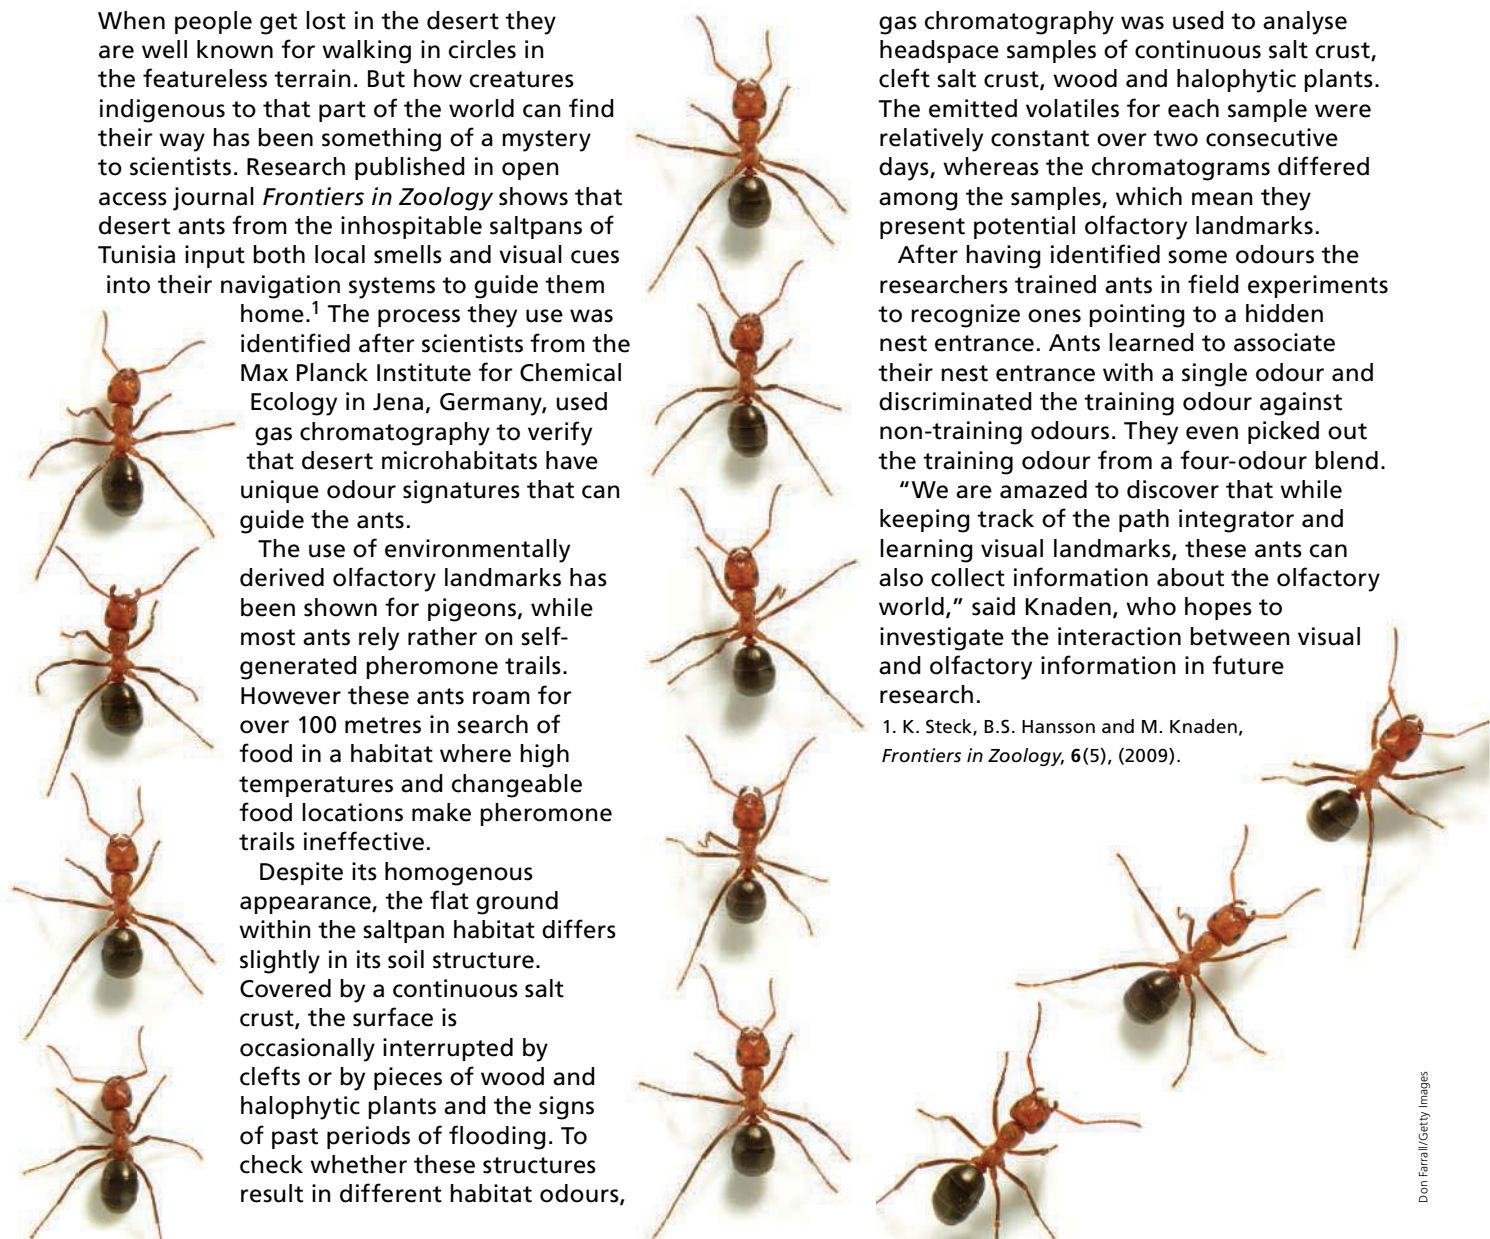 When people get lost in the desert they
are well known for walking in circles in
the featureless terrain. But how creatures
indigenous to that part of the world can find
their way has been something of a mystery
to scientists. Research published in open
access journal Frontiers in Zoology shows that
desert ants from the inhospitable saltpans of
Tunisia input both local smells and visual cues
into their navigation systems to guide them
home.1 The process they use was
identified after scientists from the
Max Planck Institute for Chemical
Ecology in Jena, Germany, used
gas chromatography to verify
that desert microhabitats have
unique odour signatures that can
guide the ants.
The use of environmentally
derived olfactory landmarks has
been shown for pigeons, while
most ants rely rather on self-
generated pheromone trails.
However these ants roam for
over 100 metres in search of
food in a habitat where high
temperatures and changeable
food locations make pheromone
trails ineffective.
Despite its homogenous
appearance, the flat ground
within the saltpan habitat differs
slightly in its soil structure.
Covered by a continuous salt
crust, the surface is
occasionally interrupted by
clefts or by pieces of wood and
halophytic plants and the signs
of past periods of flooding. To
check whether these structures
result in different habitat odours,
gas chromatography was used to analyse
headspace samples of continuous salt crust,
cleft salt crust, wood and halophytic plants.
The emitted volatiles for each sample were
relatively constant over two consecutive
days, whereas the chromatograms differed
among the samples, which mean they
present potential olfactory landmarks.
After having identified some odours the
researchers trained ants in field experiments
to recognize ones pointing to a hidden
nest entrance. Ants learned to associate
their nest entrance with a single odour and
discriminated the training odour against
non-training odours. They even picked out
the training odour from a four-odour blend.
“We are amazed to discover that while
keeping track of the path integrator and
learning visual landmarks, these ants can
also collect information about the olfactory
world,” said Knaden, who hopes to
investigate the interaction between visual
and olfactory information in future
research.
1. K. Steck, B.S. Hansson and M. Knaden,
Frontiers in Zoology, 6(5), (2009).
Don Farrall/Getty Images